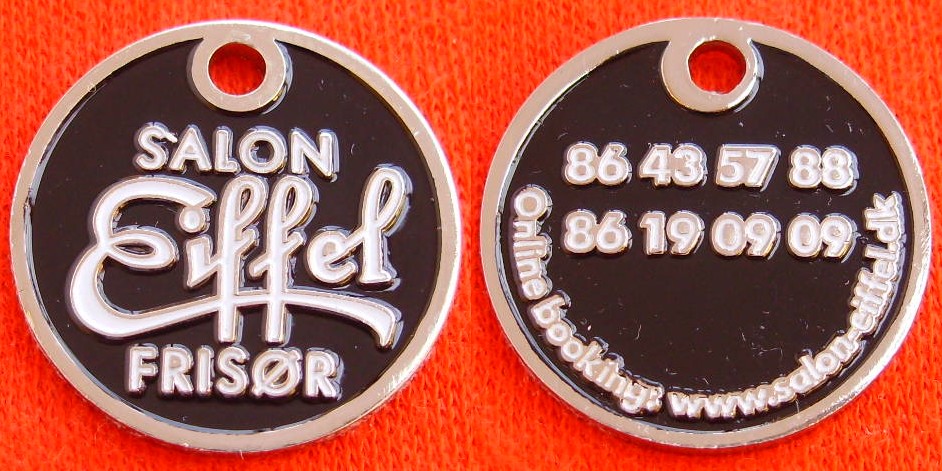 SALON
Eiffel
FRISØR
86 43 57 88
86 19 09 09
Online booking: www.salon-eiffel.dk